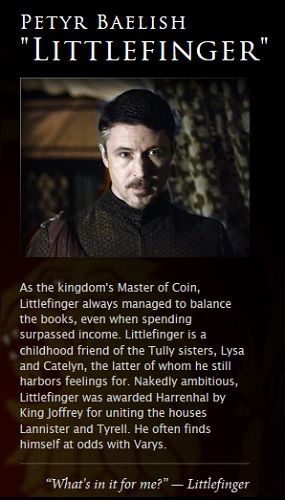 Petyr Baelish
"Littlefinger"
As the kingdom's Master of Coin,
Littlefinger always managed to balance
the books, even when spending
surpassed income. Littlefinger is a
childhood friend of the Tully sisters, Lysa
and Catelyn, the latter of whom he still
harbors feelings for. Nakedly ambitious,
Littlefinger was awarded Harrenhal by
King Joffrey for uniting the houses
Lannister and Tyrell. He often finds
himself at odds with Varys.
“What's in it for me?” — Littlefinger